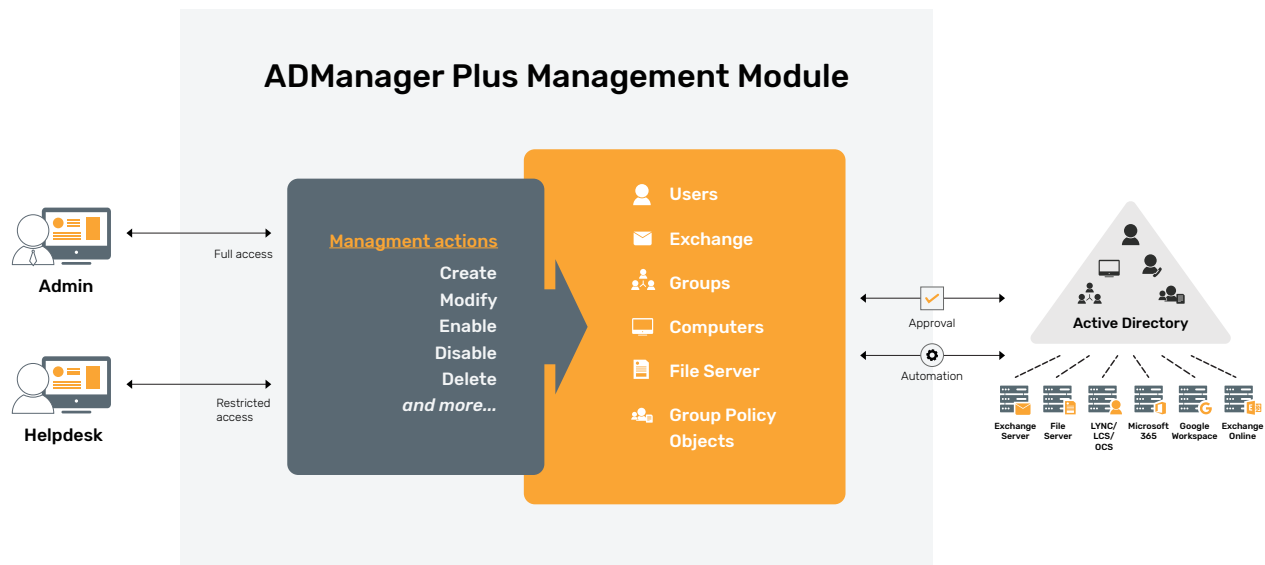 ADManager Plus Management Module
Admin
Full access
Helpdesk
Restricted
access
Managment actions
Create
Modify
Enable
Disable
Delete
and more...
Users
Exchange
Groups
Computers
File Server
Group Policy
Objects
Approval
Automation
Active Directory
Exchange
Server
File
Server
LYNC/
LCS/
OCS
Microsoft
365
Google
Workspace
Exchange
Online